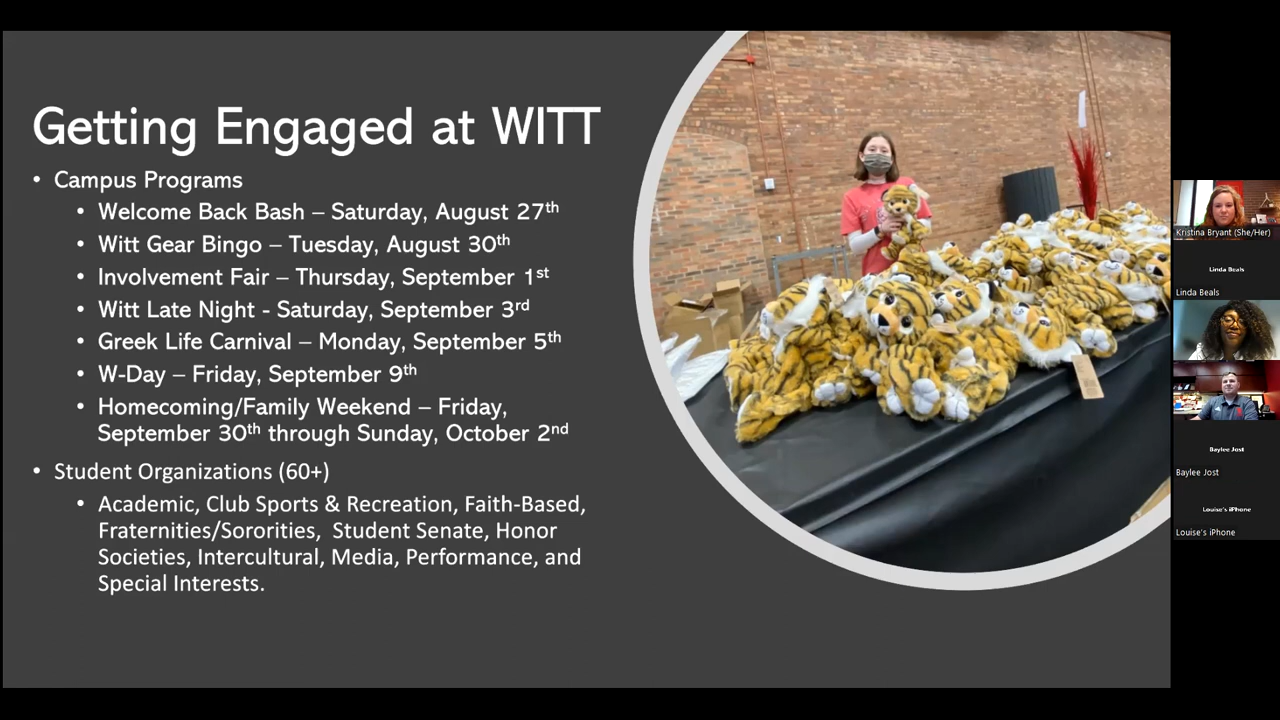 Getting Engaged at WITT
• Campus Programs
• Welcome Back Bash – Saturday, August 27th
• Witt Gear Bingo – Tuesday, August 30th
• Involvement Fair – Thursday, September 1st
• Witt Late Night - Saturday, September 3rd
• Greek Life Carnival – Monday, September 5th
• W-Day – Friday, September 9th
• Homecoming/Family Weekend – Friday,
September 30th through Sunday, October 2nd
• Student Organizations (60+)
• Academic, Club Sports & Recreation, Faith-Based,
Fraternities/Sororities, Student Senate, Honor
Societies, Intercultural, Media, Performance, and
Special Interests.
Kristina Bryant (She/Her)
Linda Beals
Linda Beals
Baylee Jost
Baylee Jost
Louise's iPhone
Louise's iPhone